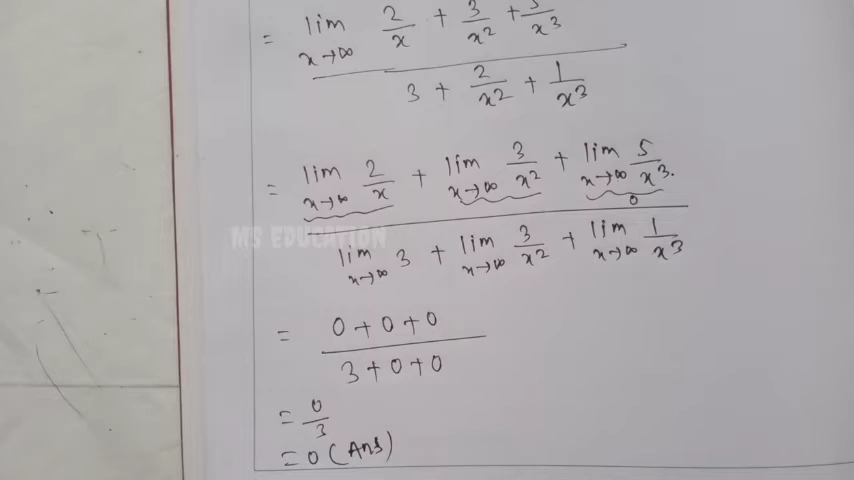 = lim x→∞ 2/x + 3/x² + 5/x³
3 + 2/x² + 1/x³
= lim x→∞ 2/x + lim x→∞ 3/x² + lim x→∞ 5/x³.
0
lim x→∞ 3 + lim x→∞ 3/x² + lim x→∞ 1/x³
MS EDUCATION
= 0 + 0 + 0
3 + 0 + 0
= 0/3
= 0 (Ans)